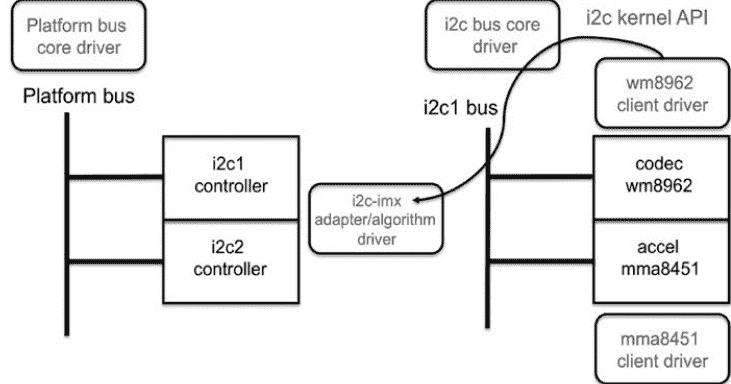 Platform bus
core driver
Platform bus
i2c1
controller
i2c2
controller
i2c-imx
adapter/algorithm
driver
i2c bus core
driver
i2c kernel API
i2c1 bus
wm8962
client driver
codec
wm8962
accel
mma8451
mma8451
client driver